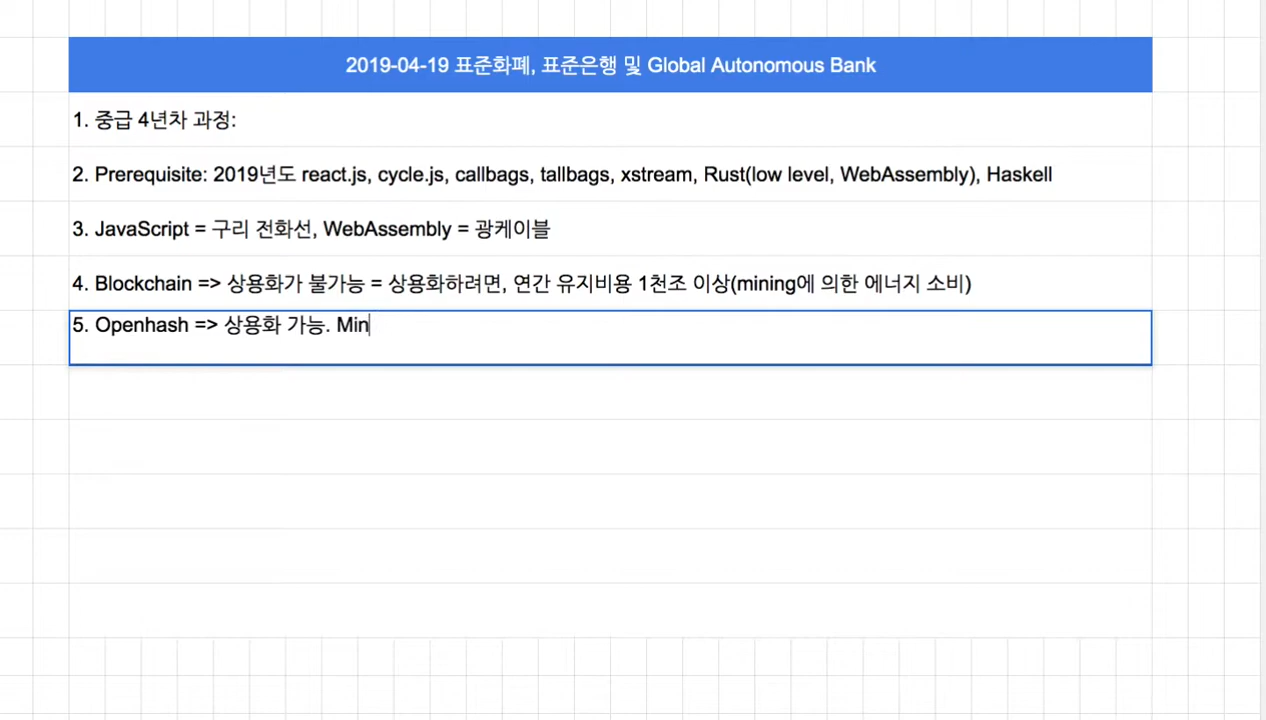 2019-04-19 표준화폐, 표준은행 및 Global Autonomous Bank
1. 중급 4년차 과정:
2. Prerequisite: 2019년도 react.js, cycle.js, callbags, tallbags, xstream, Rust(low level, WebAssembly), Haskell
3. JavaScript = 구리 전화선, WebAssembly = 광케이블
4. Blockchain => 상용화가 불가능 = 상용화하려면, 연간 유지비용 1천조 이상(mining에 의한 에너지 소비)
5. Openhash => 상용화 가능. Min